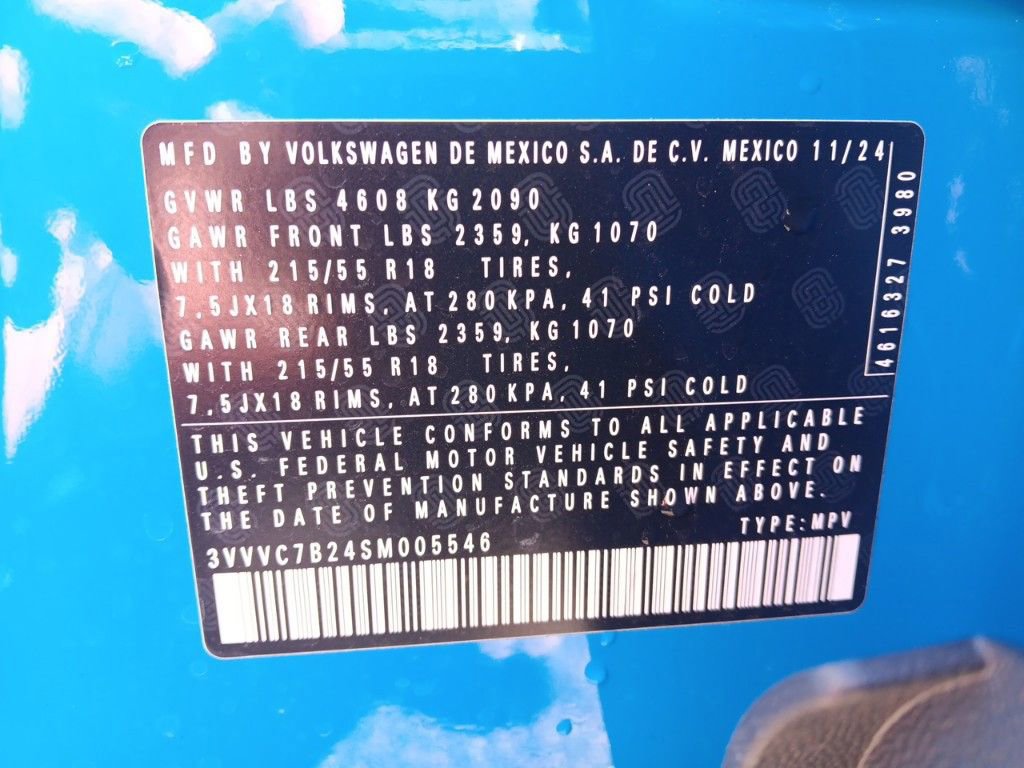 MFD BY VOLKSWAGEN DE MEXICO S.A. DE C.V. MEXICO 11/24
GVWR LBS 4608 KG 2090
GAWR FRONT LBS 2359, KG 1070
WITH 215/55 R18 TIRES,
7,5JX18 RIMS, AT 280 KPA, 41 PSI COLD
GAWR REAR LBS 2359, KG 1070
WITH 215/55 R18 TIRES,
7,5JX18 RIMS, AT 280 KPA, 41 PSI COLD
4616327 3980
THIS VEHICLE CONFORMS TO ALL APPLICABLE
U.S. FEDERAL MOTOR VEHICLE SAFETY AND
THEFT PREVENTION STANDARDS IN EFFECT ON
THE DATE OF MANUFACTURE SHOWN ABOVE.
TYPE: MPV
3VVVC7B24SM005546